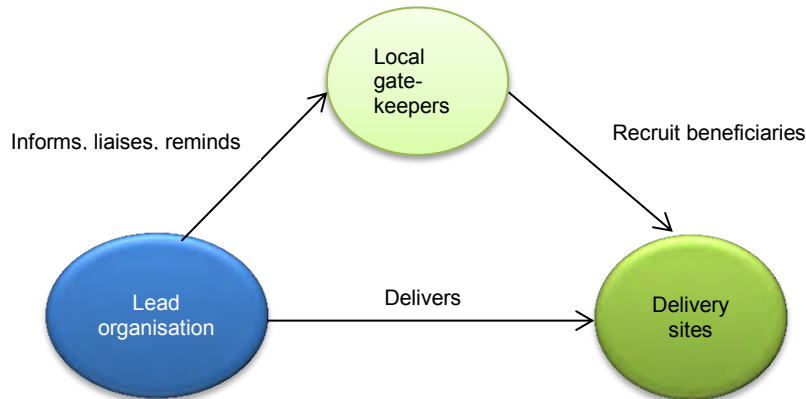 Local
gate-
keepers
Informs, liaises, reminds
Recruit beneficiaries
Lead
organisation
Delivers
Delivery
sites